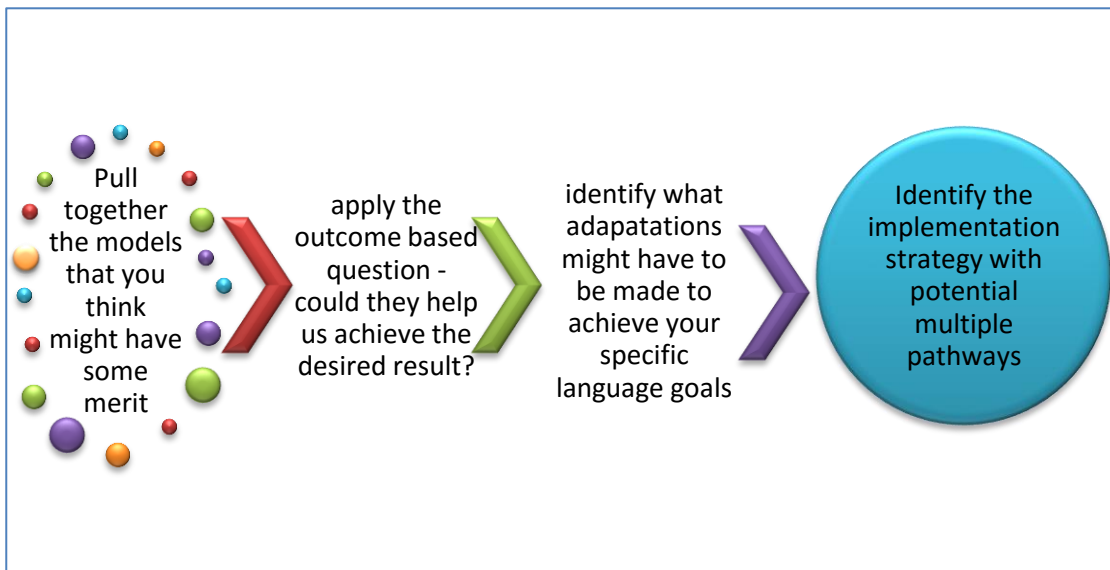 Pull
together
the models
that you
think
might have
some
merit
apply the
outcome based
question -
could they help
us achieve the
desired result?
identify what
adapatations
might have to
be made to
achieve your
specific
language goals
Identify the
implementation
strategy with
potential
multiple
pathways